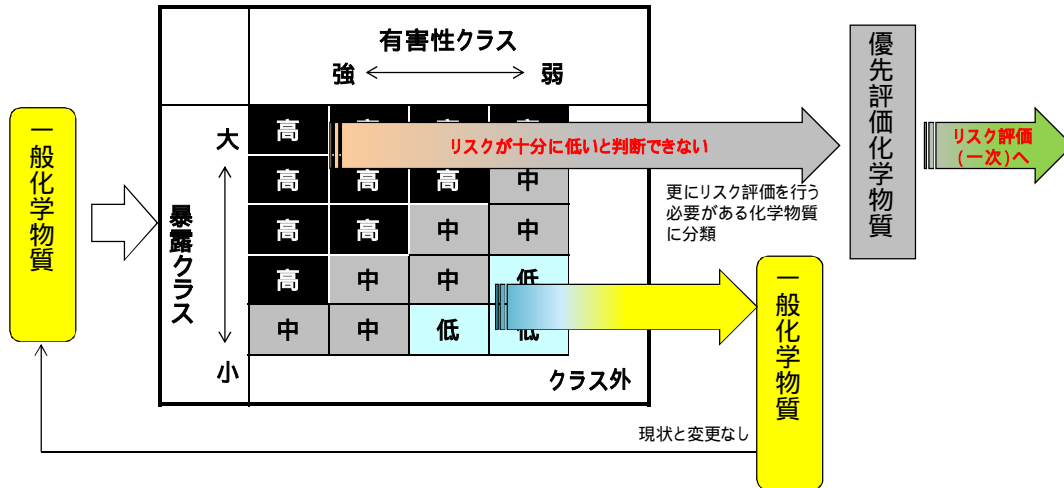 有害性クラス
強 弱
一般化学物質
暴露クラス
大
小
高 高 高 高
リスクが十分に低いと判断できない
高 高 高 中
高 高 中 中
高 中 中 低
中 中 低 低
クラス外
更にリスク評価を行う
必要がある化学物質
に分類
優先評価化学物質
リスク評価
(一次)へ
一般化学物質
現状と変更なし